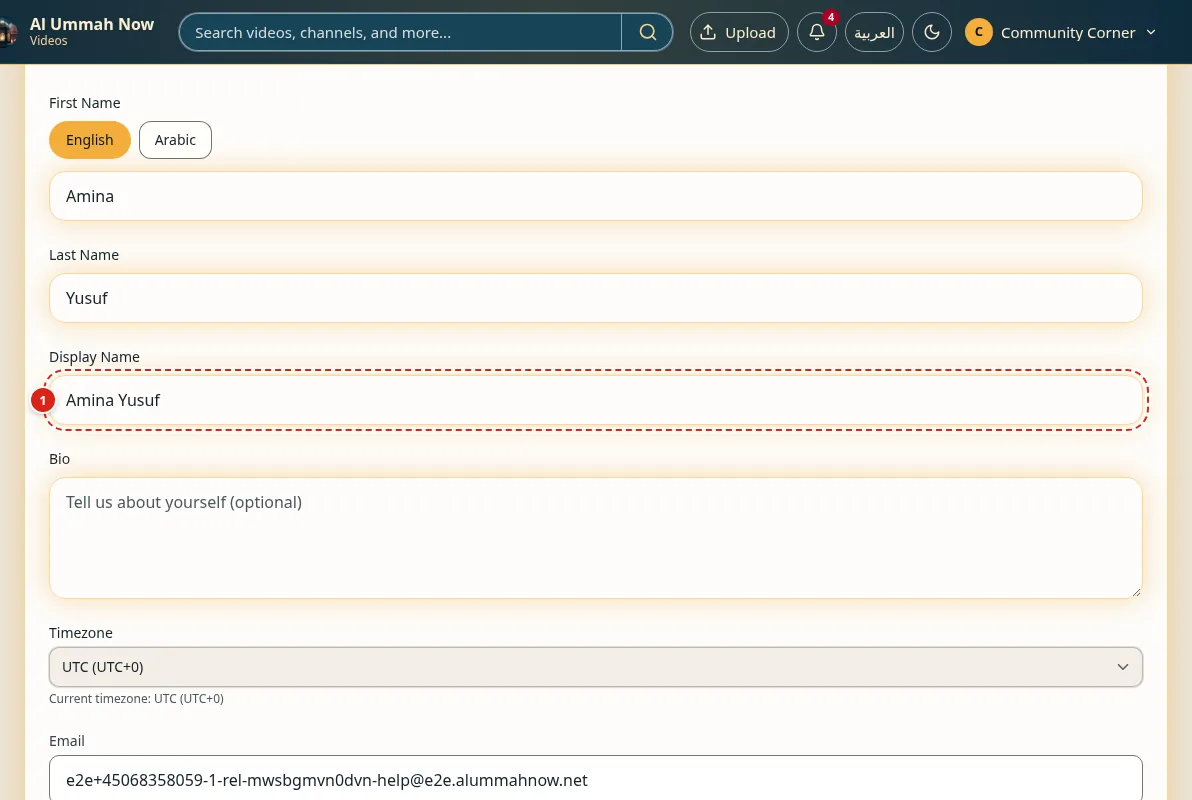 Al Ummah Now
Videos
Search videos, channels, and more...
Upload
4
العربية
C
Community Corner
First Name
English
Arabic
Amina
Last Name
Yusuf
Display Name
1
Amina Yusuf
Bio
Tell us about yourself (optional)
Timezone
UTC (UTC+0)
Current timezone: UTC (UTC+0)
Email
e2e+45068358059-1-rel-mwsbgmvn0dvn-help@e2e.alummahnow.net